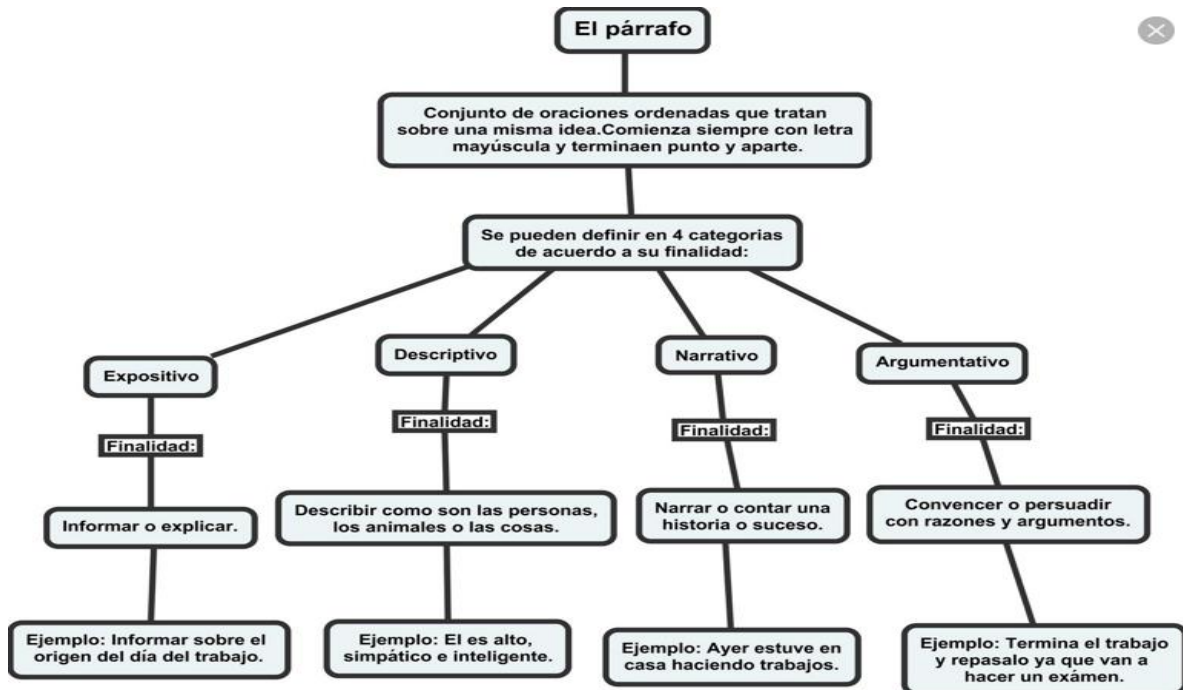 El párrafo
Conjunto de oraciones ordenadas que tratan
sobre una misma idea.Comienza siempre con letra
mayúscula y terminaen punto y aparte.
Se pueden definir en 4 categorias
de acuerdo a su finalidad:
Expositivo
Finalidad:
Informar o explicar.
Ejemplo: Informar sobre el
origen del día del trabajo.
Descriptivo
Finalidad:
Describir como son las personas,
los animales o las cosas.
Ejemplo: El es alto,
simpático e inteligente.
Narrativo
Finalidad:
Narrar o contar una
historia o suceso.
Ejemplo: Ayer estuve en
casa haciendo trabajos.
Argumentativo
Finalidad:
Convencer o persuadir
con razones y argumentos.
Ejemplo: Termina el trabajo
y repasalo ya que van a
hacer un exámen.